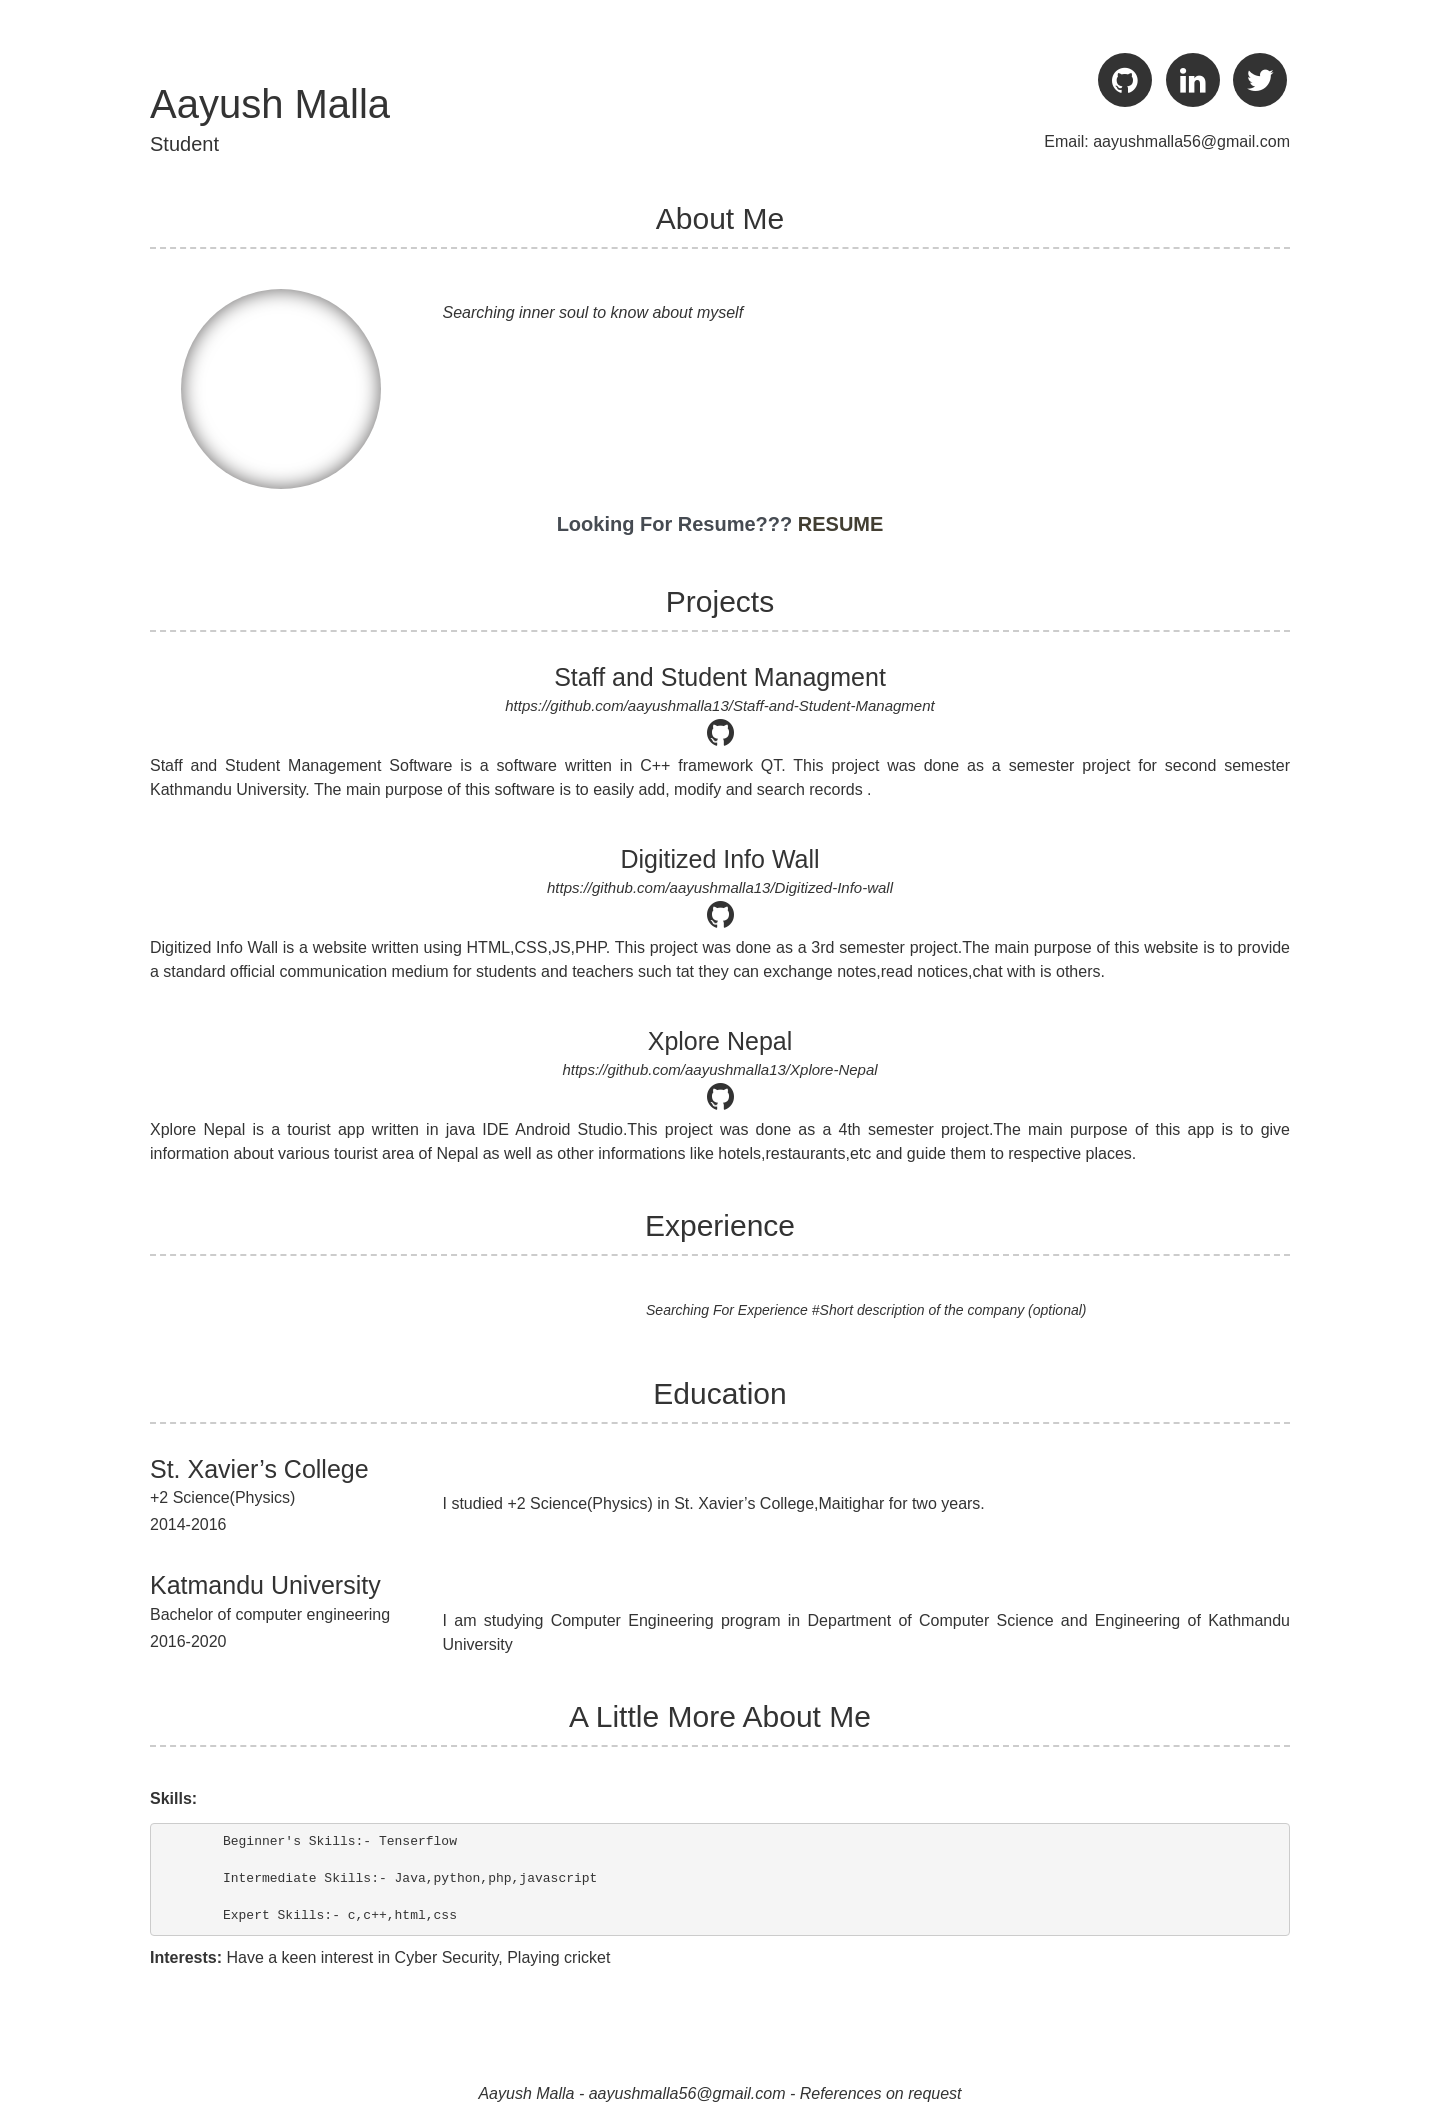 Aayush Malla
Student
Email: aayushmalla56@gmail.com
About Me
Searching inner soul to know about myself
Looking For Resume??? RESUME
Projects
Staff and Student Managment
https://github.com/aayushmalla13/Staff-and-Student-Managment
Staff and Student Management Software is a software written in C++ framework QT. This project was done as a semester project for second semester
Kathmandu University. The main purpose of this software is to easily add, modify and search records .
Digitized Info Wall
https://github.com/aayushmalla13/Digitized-Info-wall
Digitized Info Wall is a website written using HTML,CSS,JS,PHP. This project was done as a 3rd semester project.The main purpose of this website is to provide
a standard official communication medium for students and teachers such tat they can exchange notes,read notices,chat with is others.
Xplore Nepal
https://github.com/aayushmalla13/Xplore-Nepal
Xplore Nepal is a tourist app written in java IDE Android Studio.This project was done as a 4th semester project.The main purpose of this app is to give
information about various tourist area of Nepal as well as other informations like hotels,restaurants,etc and guide them to respective places.
Experience
Searching For Experience #Short description of the company (optional)
Education
St. Xavier’s College
+2 Science(Physics)
2014-2016
I studied +2 Science(Physics) in St. Xavier’s College,Maitighar for two years.
Katmandu University
Bachelor of computer engineering
2016-2020
I am studying Computer Engineering program in Department of Computer Science and Engineering of Kathmandu
University
A Little More About Me
Skills:
Beginner's Skills:- Tenserflow
Intermediate Skills:- Java,python,php,javascript
Expert Skills:- c,c++,html,css
Interests: Have a keen interest in Cyber Security, Playing cricket
Aayush Malla - aayushmalla56@gmail.com - References on request